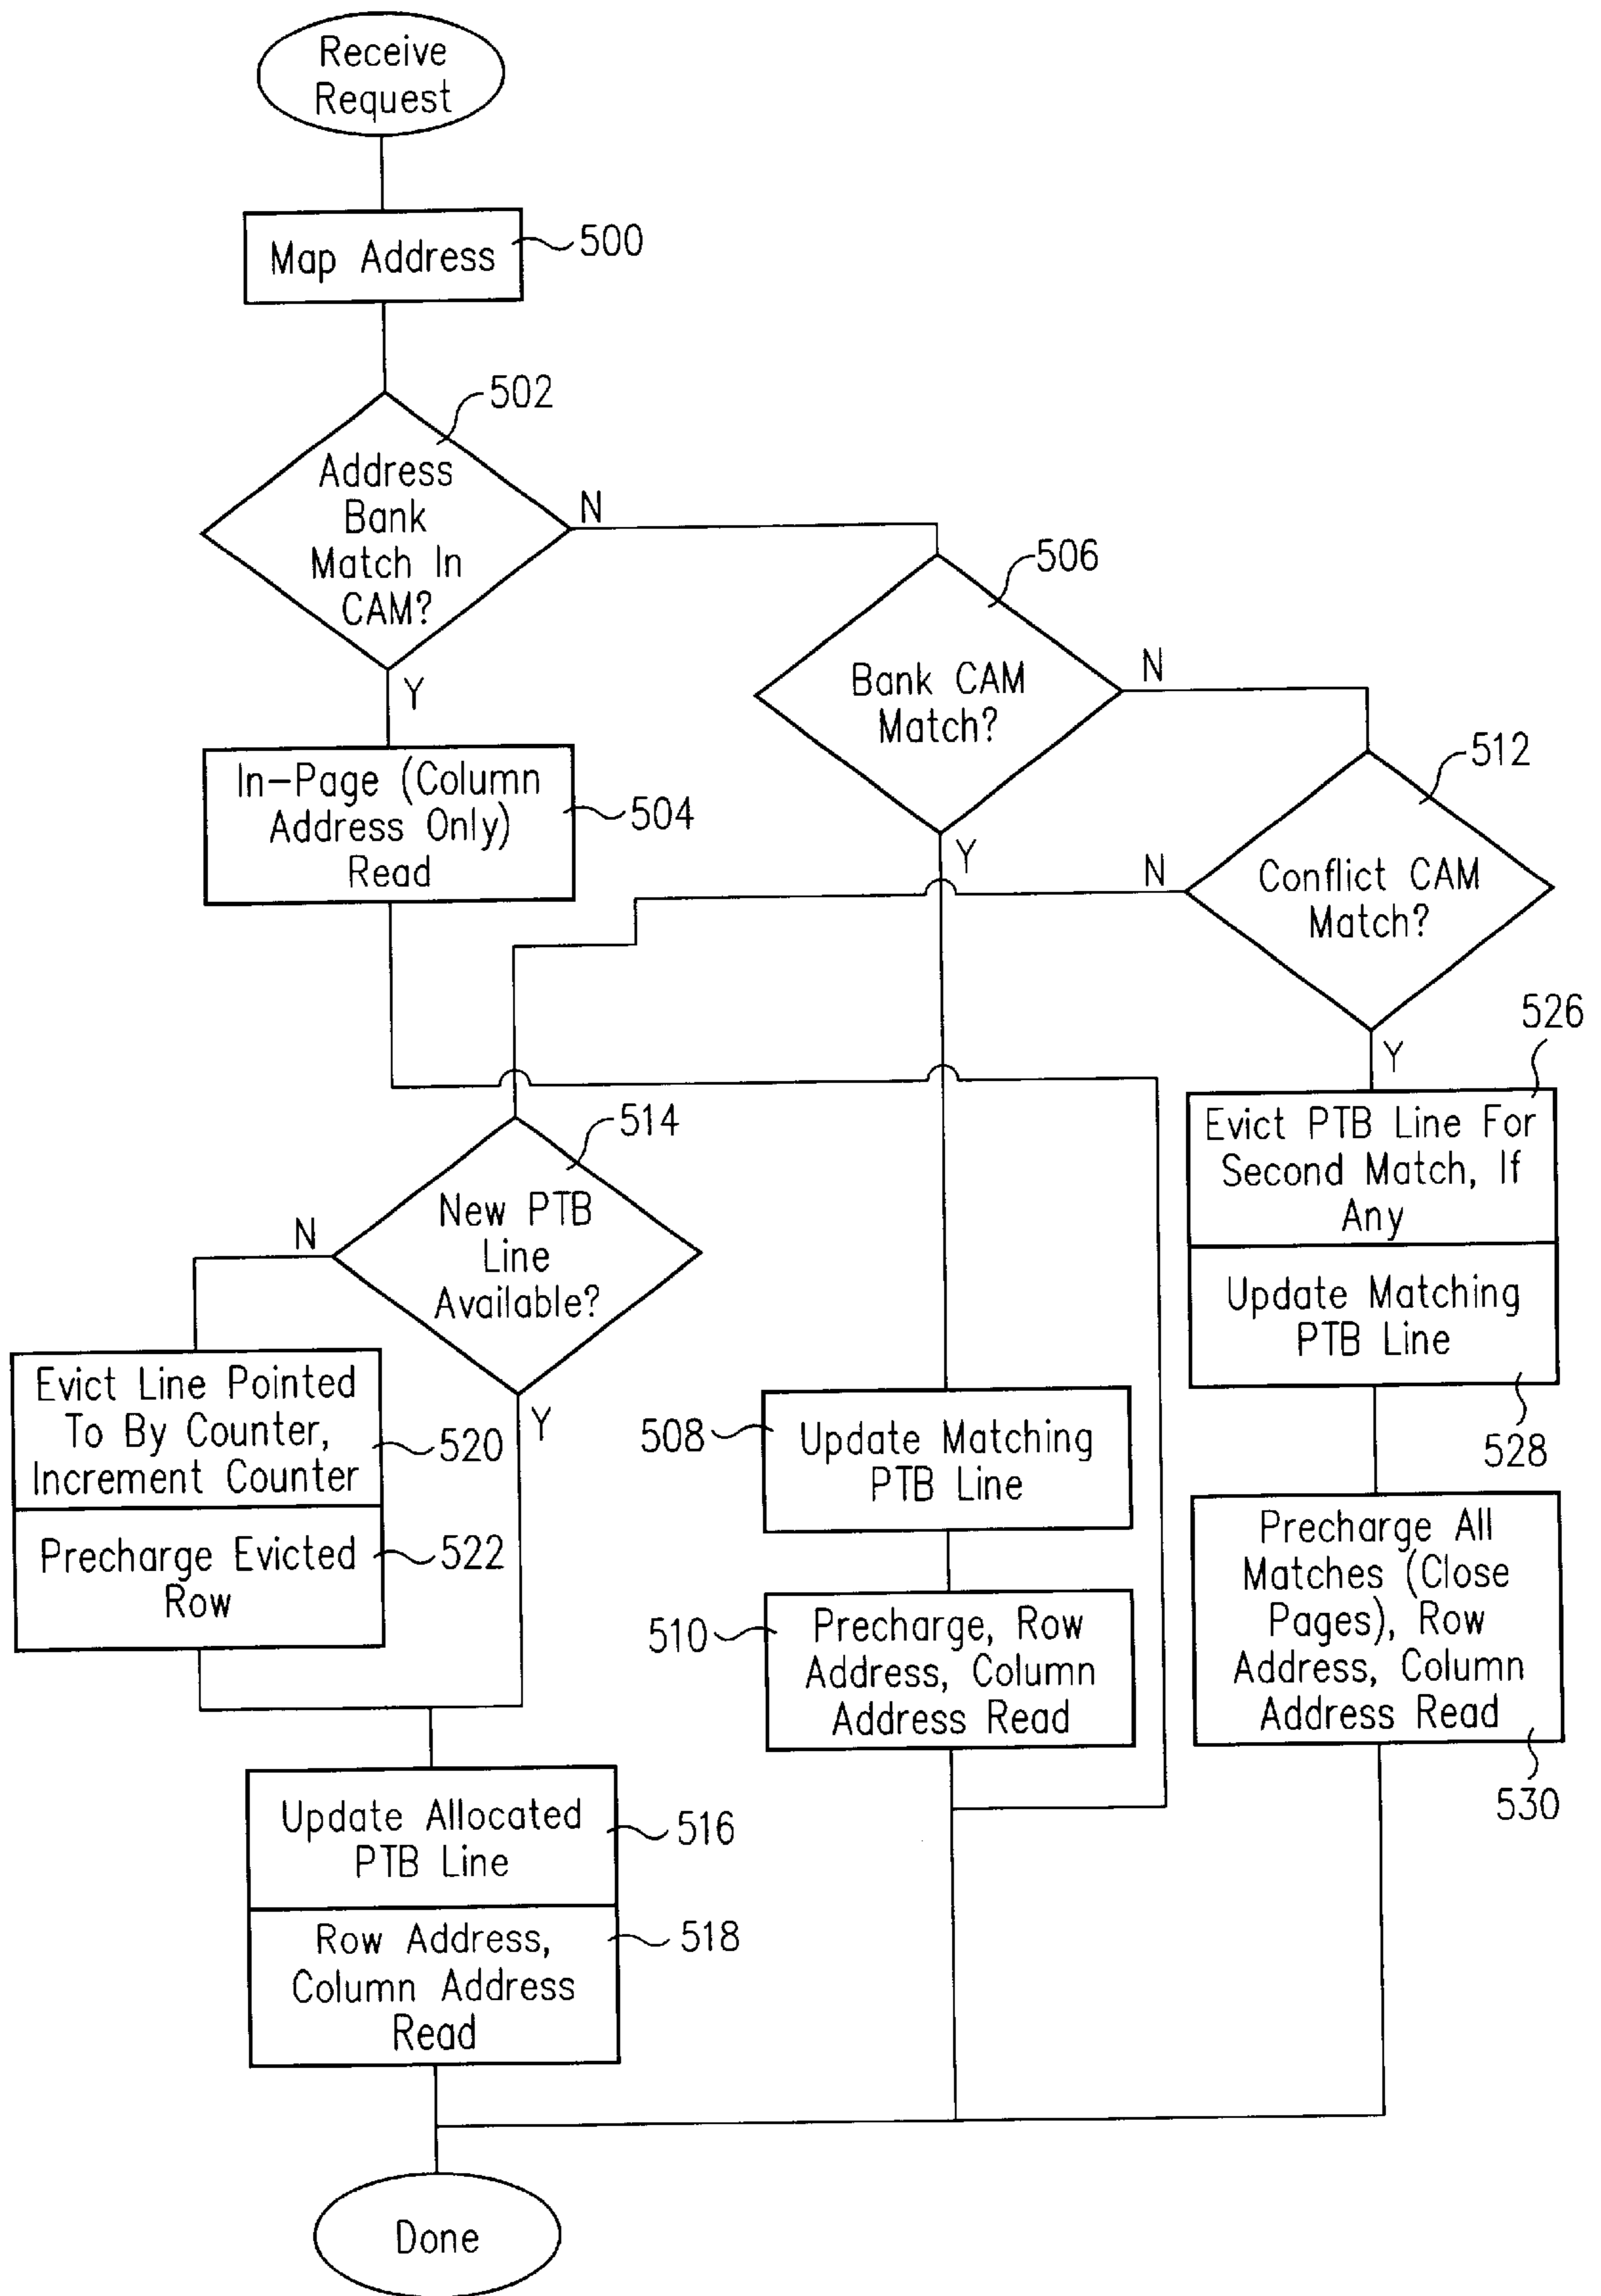 Receive
Request
Map Address
500
502
Address
Bank
Match In
CAM?
N
Y
506
Bank CAM
Match?
N
Y
512
Conflict CAM
Match?
N
Y
In-Page (Column
Address Only)
Read
504
514
New PTB
Line
Available?
N
Y
526
Evict PTB Line For
Second Match, If
Any
Update Matching
PTB Line
528
Evict Line Pointed
To By Counter,
Increment Counter
520
Precharge Evicted
Row
522
508
Update Matching
PTB Line
510
Precharge, Row
Address, Column
Address Read
Precharge All
Matches (Close
Pages), Row
Address, Column
Address Read
530
Update Allocated
PTB Line
516
Row Address,
Column Address
Read
518
Done